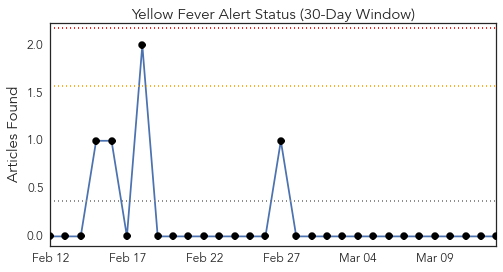 Yellow Fever Alert Status (30-Day Window)
Articles Found
2.0
1.5
1.0
0.5
0.0
Feb 12 Feb 17 Feb 22 Feb 27 Mar 04 Mar 09